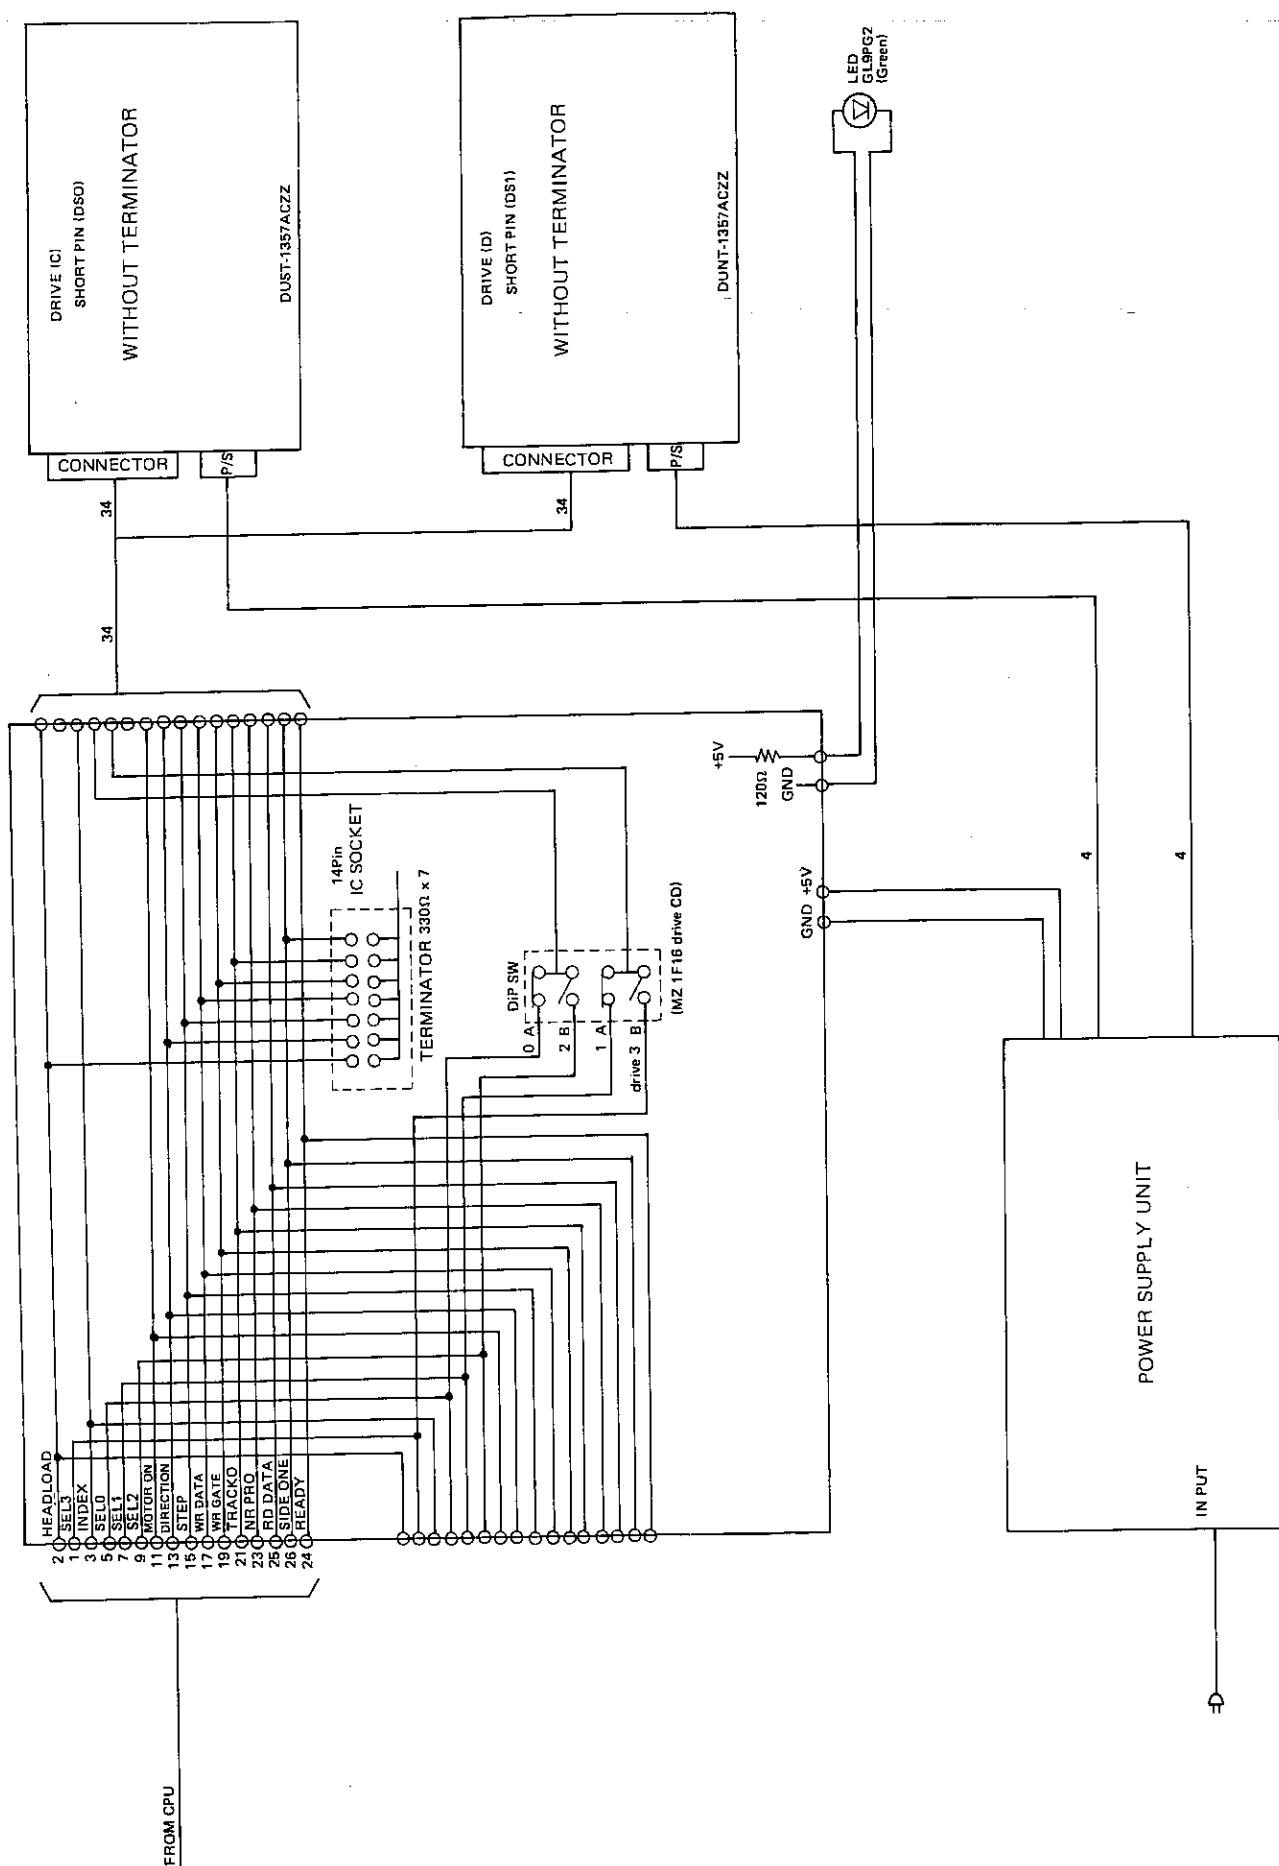 DRIVE (C)
SHORT PIN (DSO)
WITHOUT TERMINATOR
DUST-1357ACZZ
CONNECTOR
P/S
34
34
DRIVE (D)
SHORT PIN (DS1)
WITHOUT TERMINATOR
DUNT-1357ACZZ
CONNECTOR
P/S
34
LED
GL9PG2
(Green)
14Pin
IC SOCKET
TERMINATOR 330Ω x 7
DiP SW
0 A
2 B
1 A
drive 3 B
(MZ 1F16 drive CD)
+5V
120Ω
GND
GND +5V
4
4
2 HEADLOAD
1 SEL3
3 INDEX
5 SEL0
7 SEL1
9 SEL2
11 MOTOR ON
13 DIRECTION
15 STEP
17 WR DATA
19 WR GATE
21 TRACKO
23 NR PRO
25 RD DATA
26 SIDE ONE
24 READY
FROM CPU
POWER SUPPLY UNIT
IN PUT